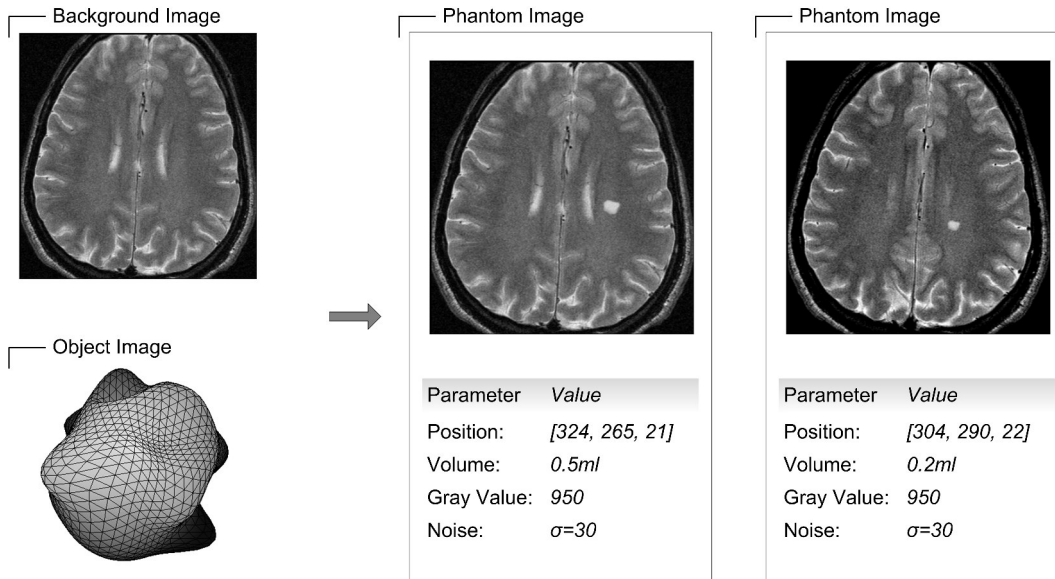 Background Image
Object Image
Phantom Image
Parameter Value
Position: [324, 265, 21]
Volume: 0.5ml
Gray Value: 950
Noise: σ=30
Phantom Image
Parameter Value
Position: [304, 290, 22]
Volume: 0.2ml
Gray Value: 950
Noise: σ=30